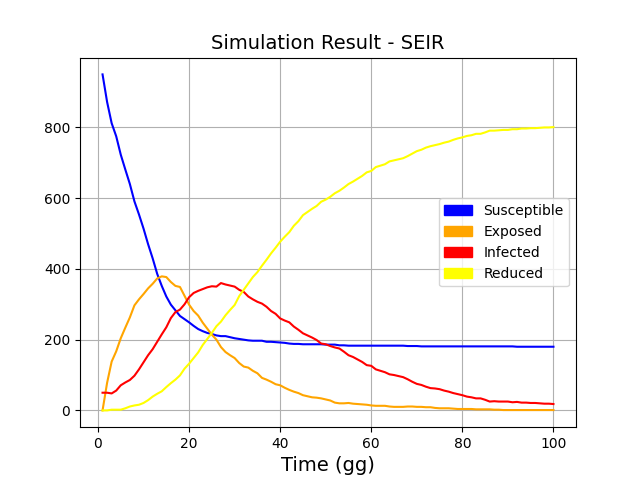 Simulation Result - SEIR
800
600
400
200
0
Susceptible
Exposed
Infected
Reduced
0 20 40 60 80 100
Time (gg)